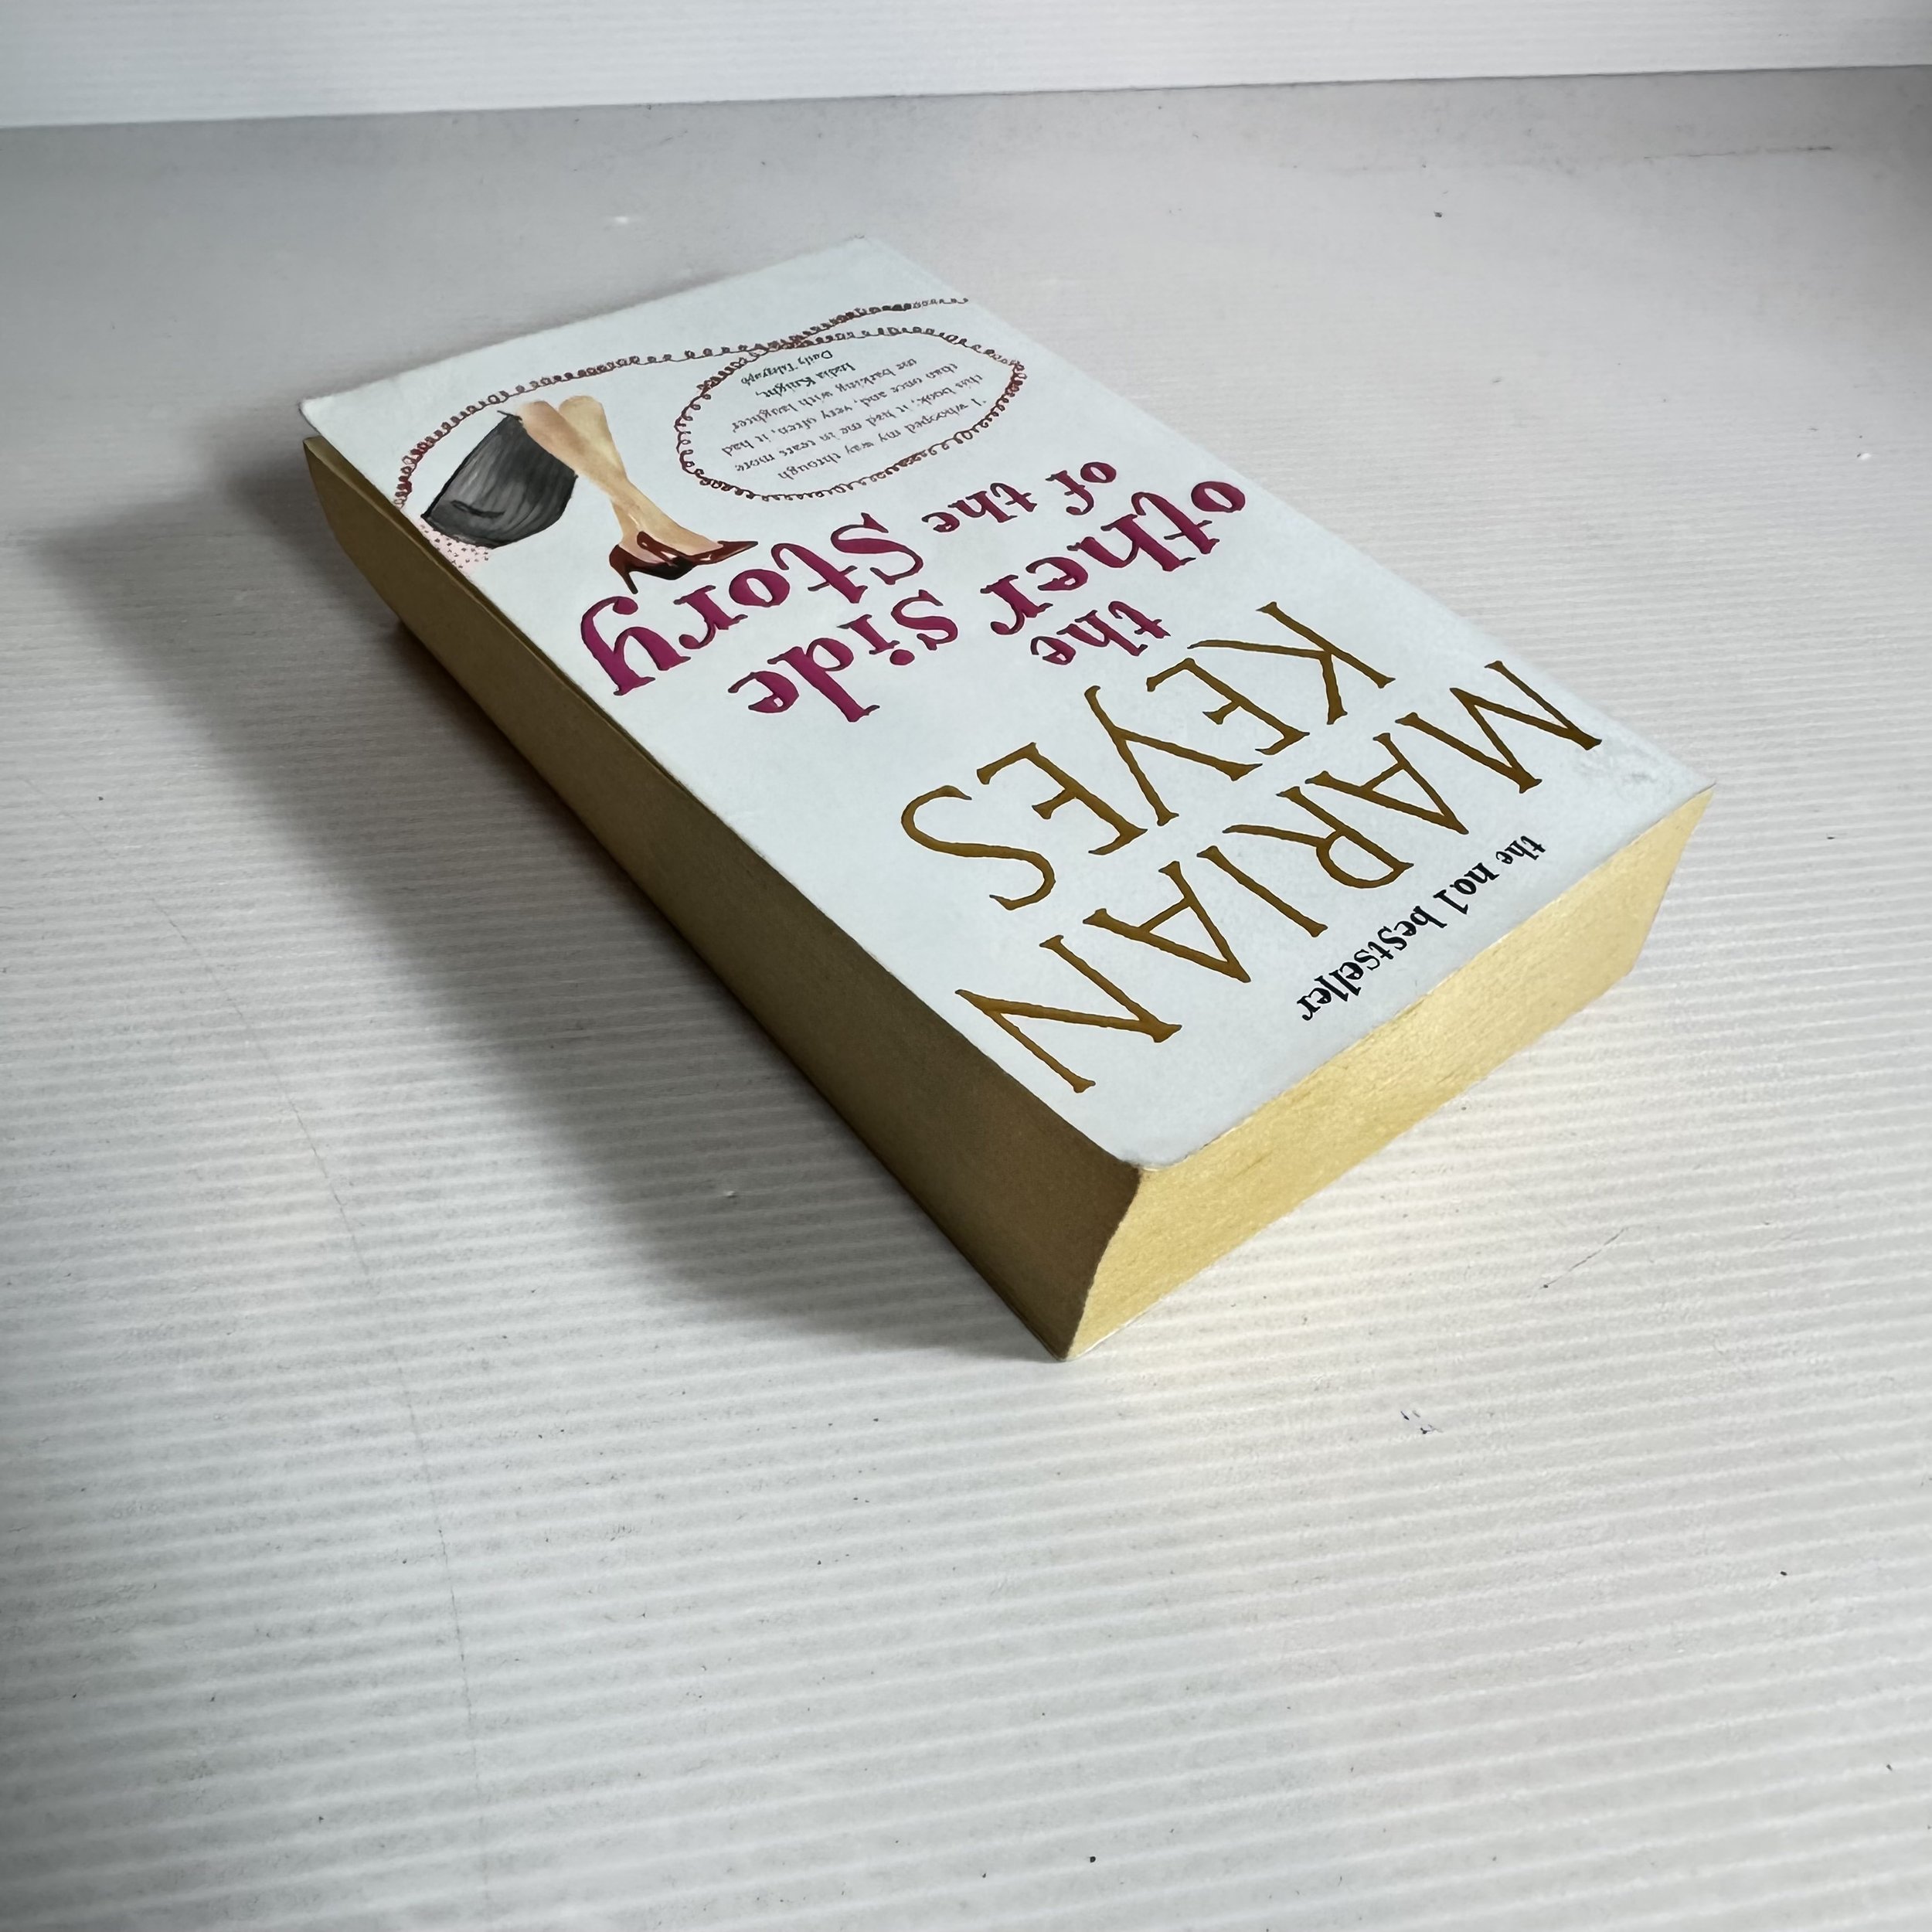 the no.1 bestseller
MARIAN
KEYES
the
other side
of the Story
'I whooped my way through
this book; it had me in tears more
than once and, very often, it had
me barking with laughter'
India Knight,
Daily Telegraph